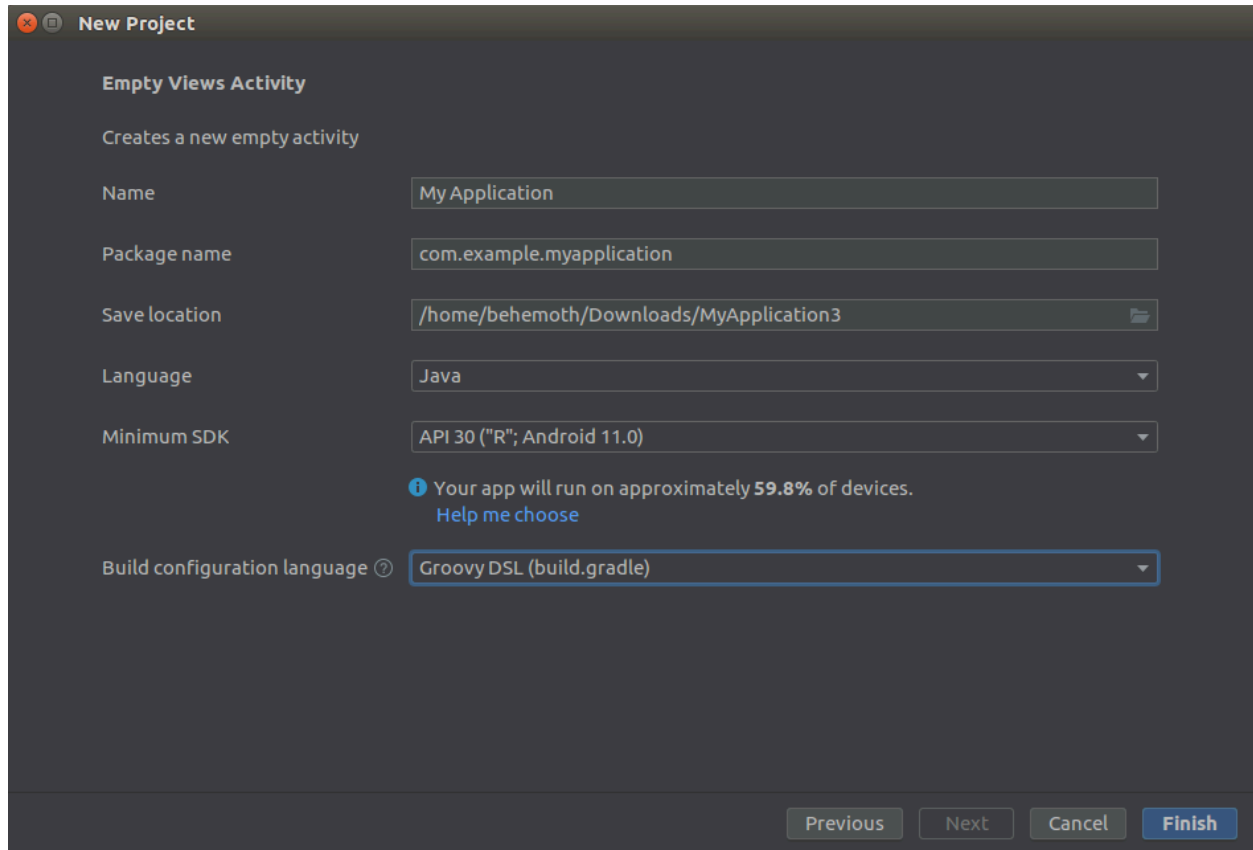 New Project
Empty Views Activity
Creates a new empty activity
Name My Application
Package name com.example.myapplication
Save location /home/behemoth/Downloads/MyApplication3
Language Java
Minimum SDK API 30 ("R"; Android 11.0)
Your app will run on approximately 59.8% of devices.
Help me choose
Build configuration language ? Groovy DSL (build.gradle)
Previous Next Cancel Finish